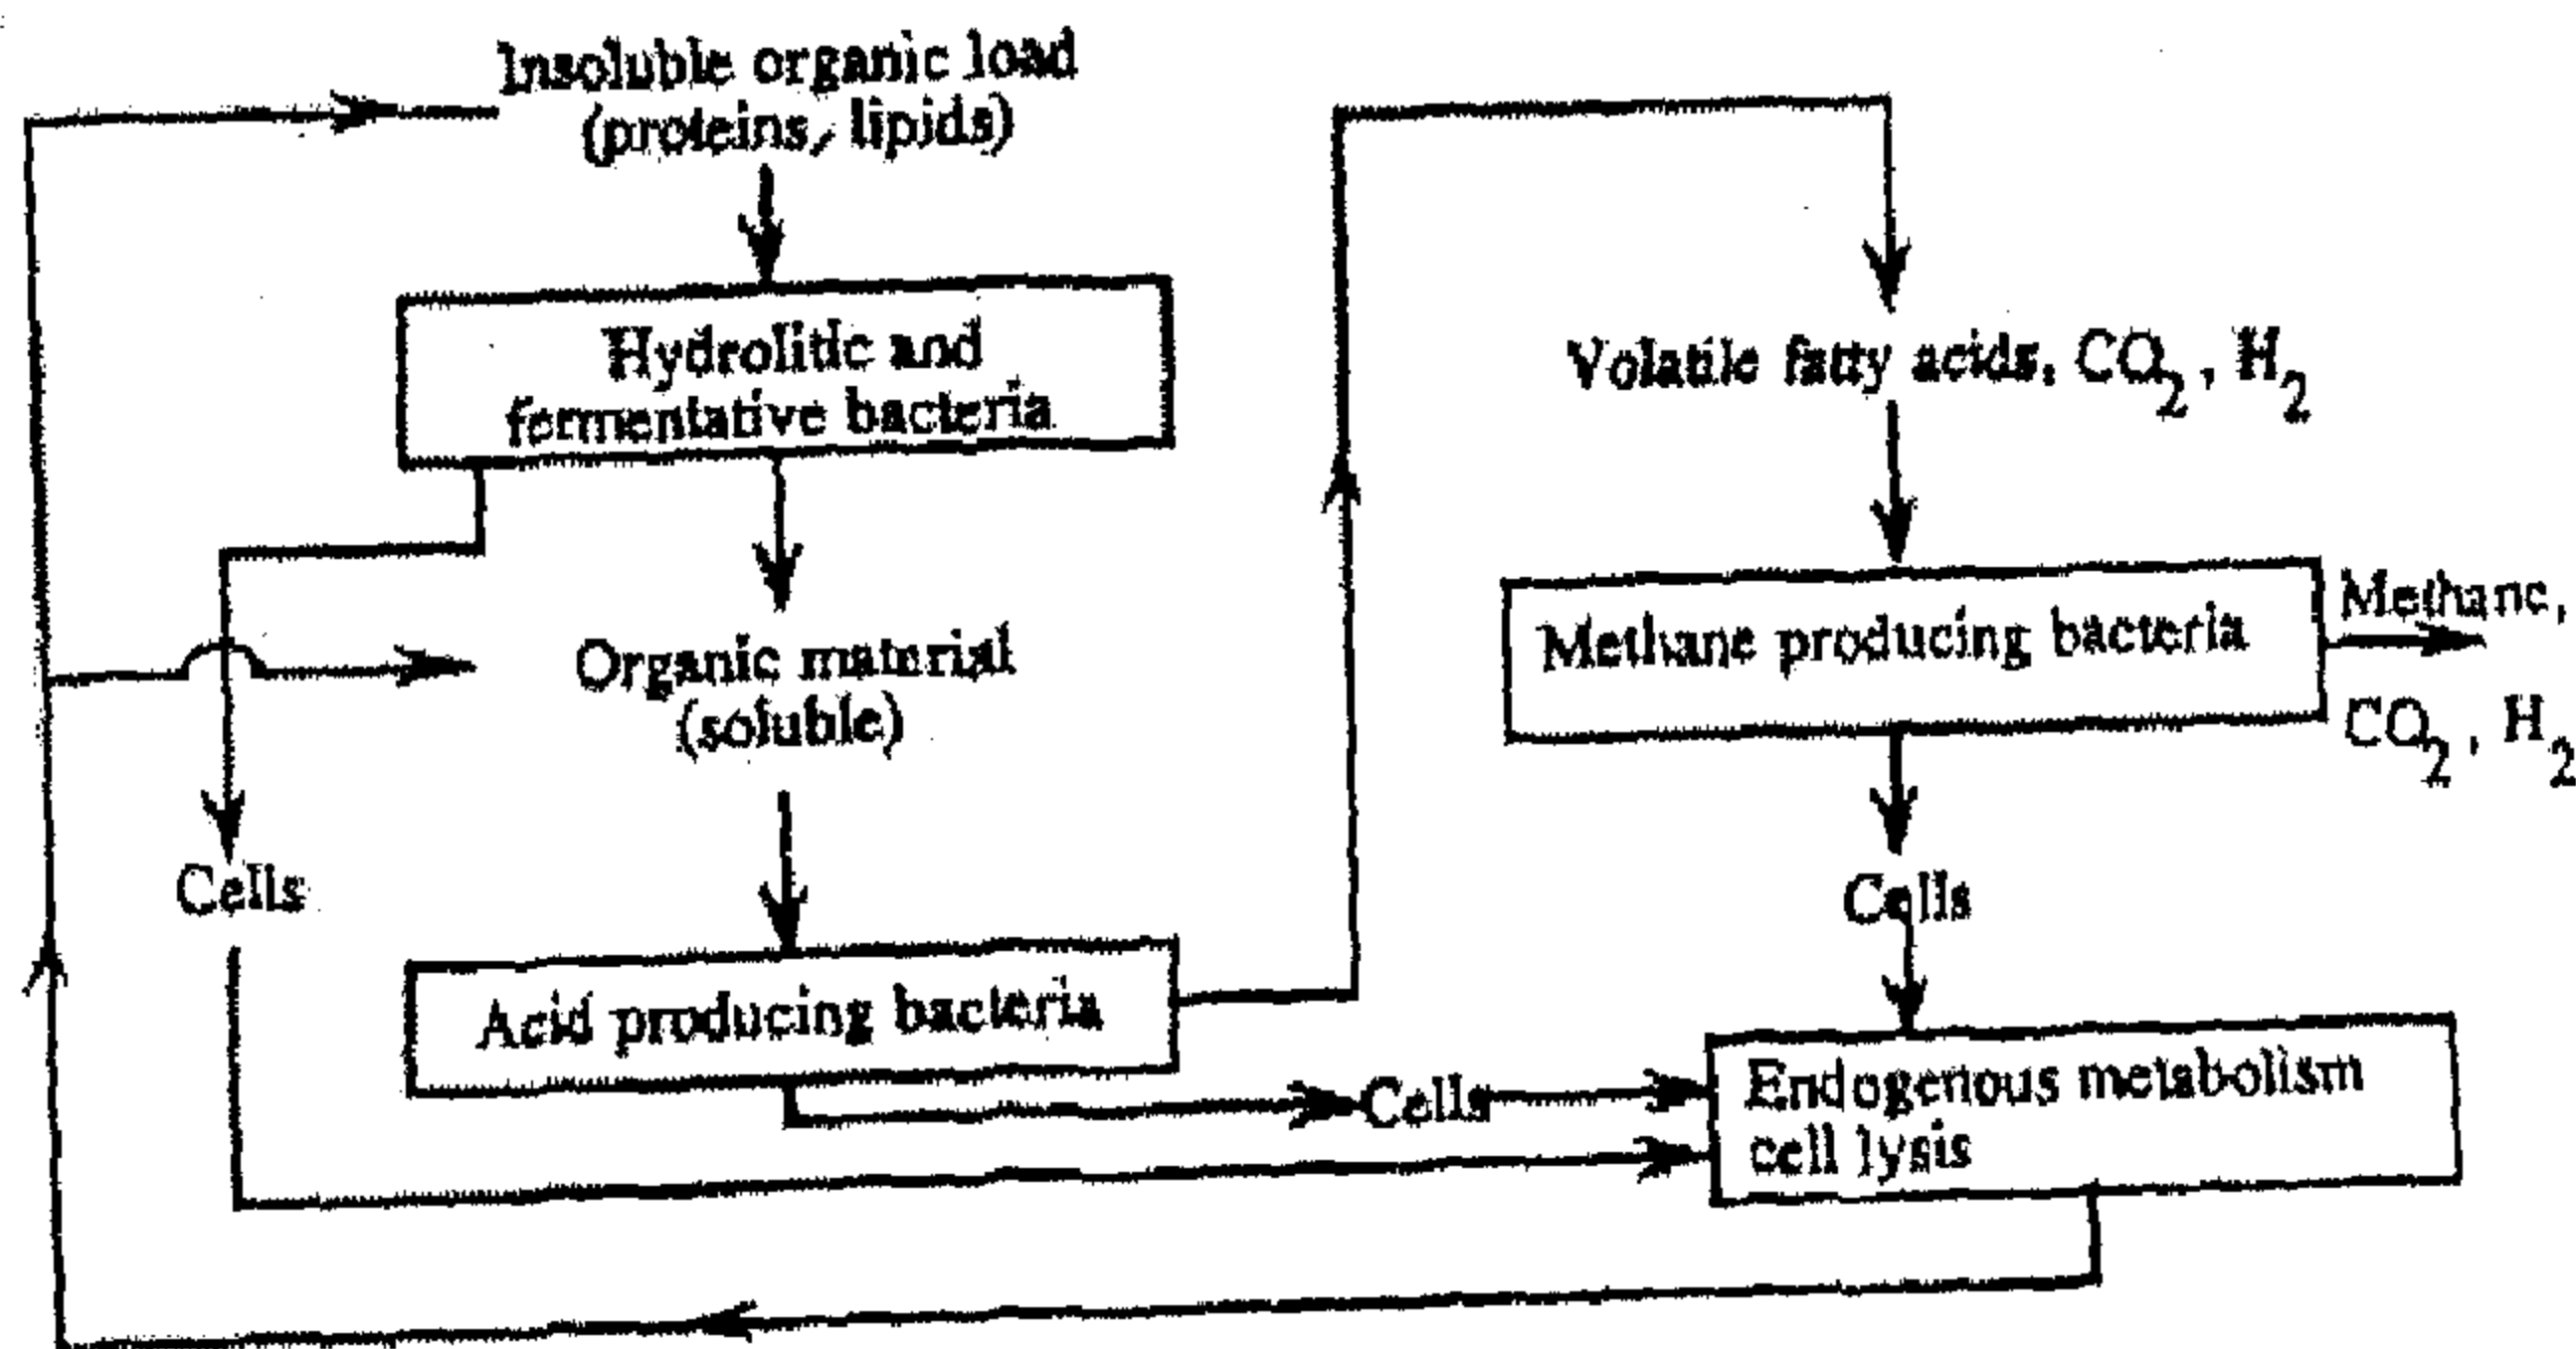 Insoluble organic load
(proteins, lipids)
Hydrolitic and
fermentative bacteria
Organic material
(soluble)
Cells
Acid producing bacteria
Volatile fatty acids, CO₂, H₂
Methane producing bacteria
Methane,
CO₂, H₂
Cells
Cells
Endogenous metabolism
cell lysis